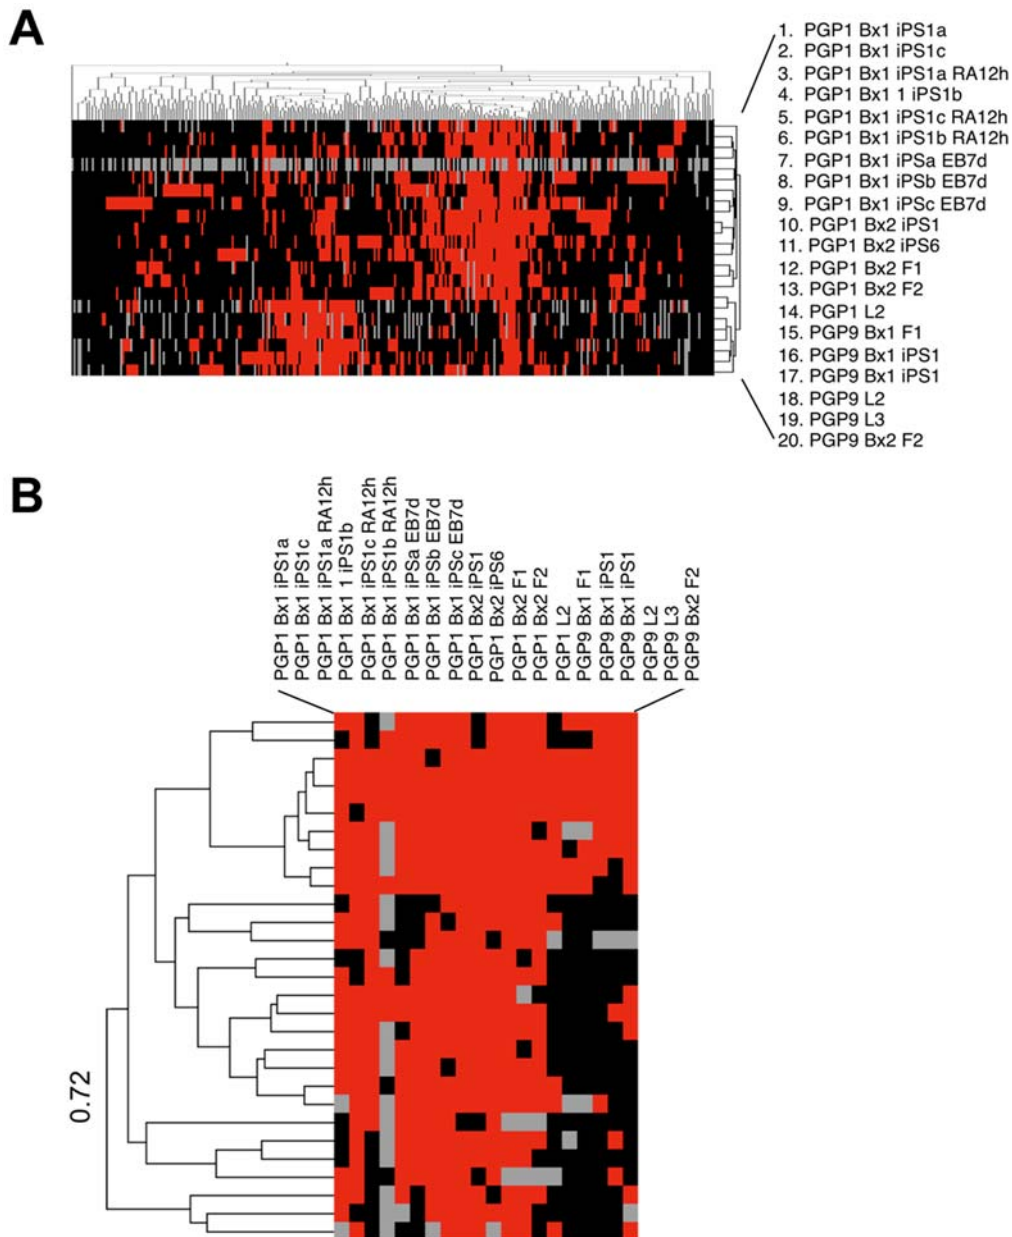 A
1. PGP1 Bx1 iPS1a
2. PGP1 Bx1 iPS1c
3. PGP1 Bx1 iPS1a RA12h
4. PGP1 Bx1 1 iPS1b
5. PGP1 Bx1 iPS1c RA12h
6. PGP1 Bx1 iPS1b RA12h
7. PGP1 Bx1 iPSa EB7d
8. PGP1 Bx1 iPSb EB7d
9. PGP1 Bx1 iPSc EB7d
10. PGP1 Bx2 iPS1
11. PGP1 Bx2 iPS6
12. PGP1 Bx2 F1
13. PGP1 Bx2 F2
14. PGP1 L2
15. PGP9 Bx1 F1
16. PGP9 Bx1 iPS1
17. PGP9 Bx1 iPS1
18. PGP9 L2
19. PGP9 L3
20. PGP9 Bx2 F2
B
PGP1 Bx1 iPS1a
PGP1 Bx1 iPS1c
PGP1 Bx1 iPS1a RA12h
PGP1 Bx1 1 iPS1b
PGP1 Bx1 iPS1c RA12h
PGP1 Bx1 iPS1b RA12h
PGP1 Bx1 iPSa EB7d
PGP1 Bx1 iPSb EB7d
PGP1 Bx1 iPSc EB7d
PGP1 Bx2 iPS1
PGP1 Bx2 iPS6
PGP1 Bx2 F1
PGP1 Bx2 F2
PGP1 L2
PGP9 Bx1 F1
PGP9 Bx1 iPS1
PGP9 Bx1 iPS1
PGP9 L2
PGP9 L3
PGP9 Bx2 F2
0.72